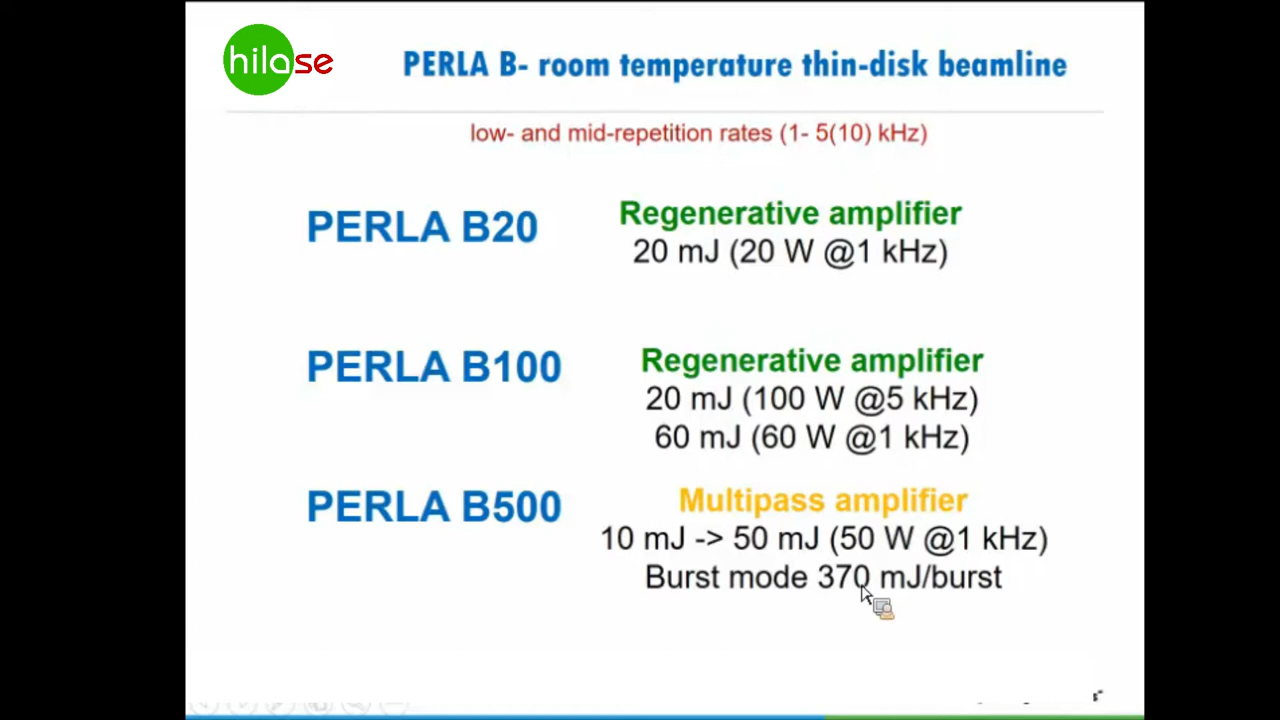 hilase
PERLA B- room temperature thin-disk beamline
low- and mid-repetition rates (1- 5(10) kHz)
PERLA B20
Regenerative amplifier
20 mJ (20 W @1 kHz)
PERLA B100
Regenerative amplifier
20 mJ (100 W @5 kHz)
60 mJ (60 W @1 kHz)
PERLA B500
Multipass amplifier
10 mJ -> 50 mJ (50 W @1 kHz)
Burst mode 370 mJ/burst